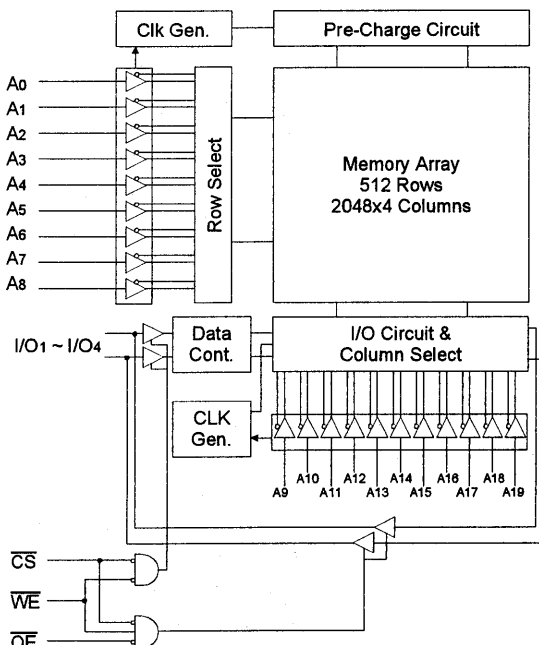 Clk Gen.
Pre-Charge Circuit
A0
A1
A2
A3
A4
A5
A6
A7
A8
Row Select
Memory Array
512 Rows
2048x4 Columns
I/O1 ~ I/O4
Data
Cont.
I/O Circuit &
Column Select
CLK
Gen.
A10 A12 A14 A16 A18
A9 A11 A13 A15 A17 A19
CS
WE
OE